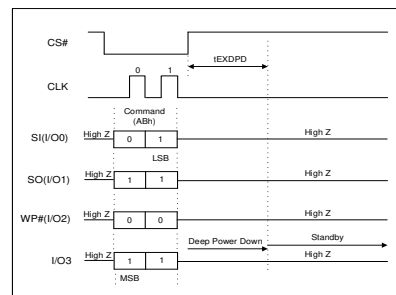 CS#
tEXDPD
CLK
0 1
Command
(ABh)
SI(I/O0) High Z 0 1 High Z
LSB
SO(I/O1) High Z 1 1 High Z
WP#(I/O2) High Z 0 0 High Z
Deep Power Down Standby
I/O3 High Z 1 1 High Z
MSB